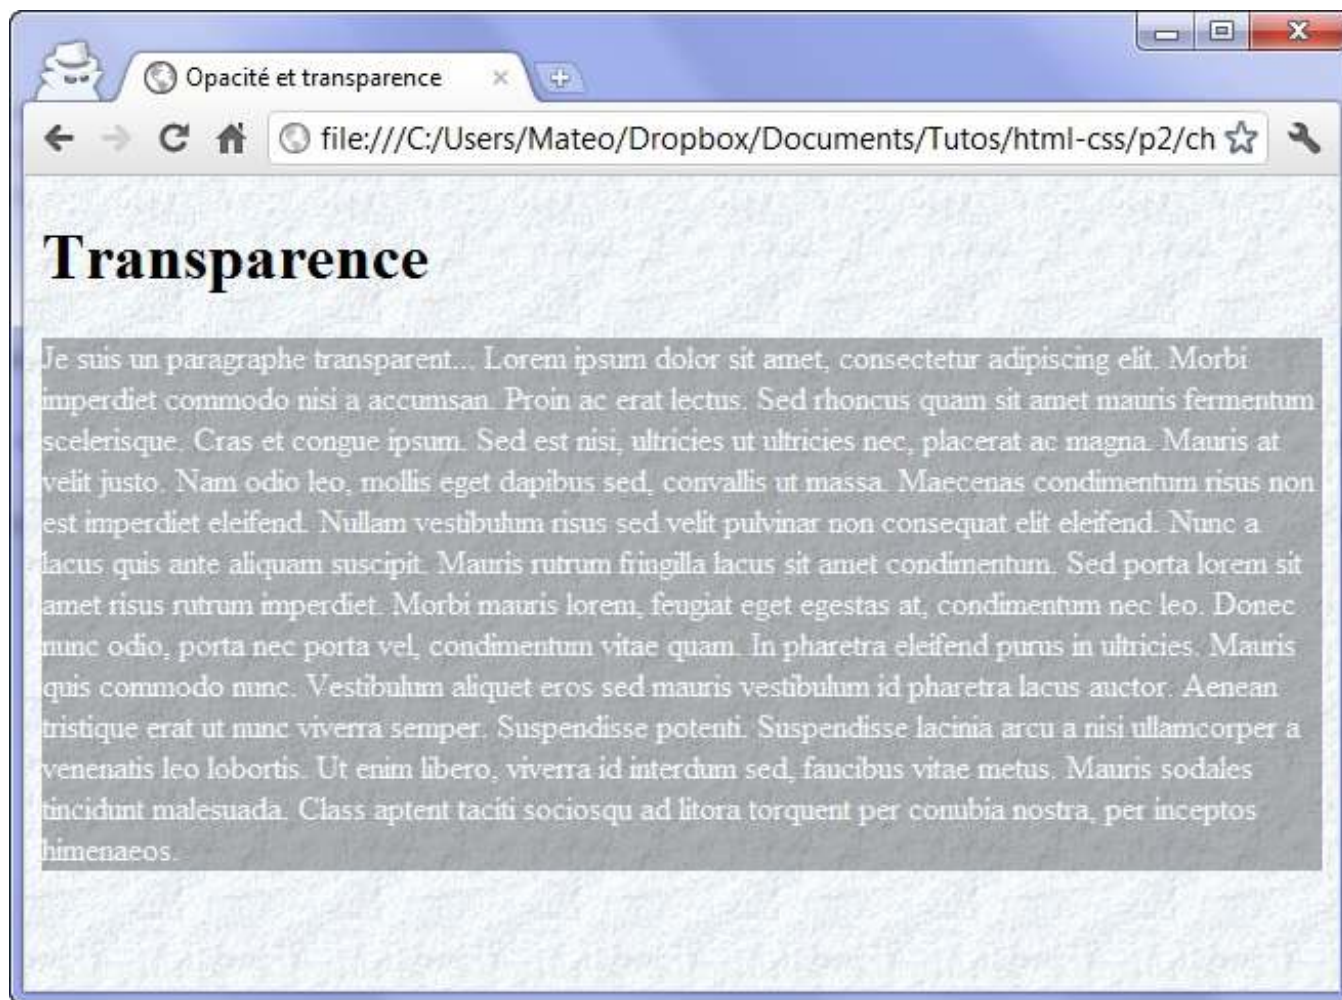 Opacité et transparence
file:///C:/Users/Mateo/Dropbox/Documents/Tutos/html-css/p2/ch
Transparence
Je suis un paragraphe transparent... Lorem ipsum dolor sit amet, consectetur adipiscing elit. Morbi
imperdiet commodo nisi a accumsan. Proin ac erat lectus. Sed rhoncus quam sit amet mauris fermentum
scelerisque. Cras et congue ipsum. Sed est nisi, ultricies ut ultricies nec, placerat ac magna. Mauris at
velit justo. Nam odio leo, mollis eget dapibus sed, convallis ut massa. Maecenas condimentum risus non
est imperdiet eleifend. Nullam vestibulum risus sed velit pulvinar non consequat elit eleifend. Nunc a
lacus quis ante aliquam suscipit. Mauris rutrum fringilla lacus sit amet condimentum. Sed porta lorem sit
amet risus rutrum imperdiet. Morbi mauris lorem, feugiat eget egestas at, condimentum nec leo. Donec
nunc odio, porta nec porta vel, condimentum vitae quam. In pharetra eleifend purus in ultricies. Mauris
quis commodo nunc. Vestibulum aliquet eros sed mauris vestibulum id pharetra lacus auctor. Aenean
tristique erat ut nunc viverra semper. Suspendisse potenti. Suspendisse lacinia arcu a nisi ullamcorper a
venenatis leo lobortis. Ut enim libero, viverra id interdum sed, faucibus vitae metus. Mauris sodales
tincidunt malesuada. Class aptent taciti sociosqu ad litora torquent per conubia nostra, per inceptos
himenaeos.